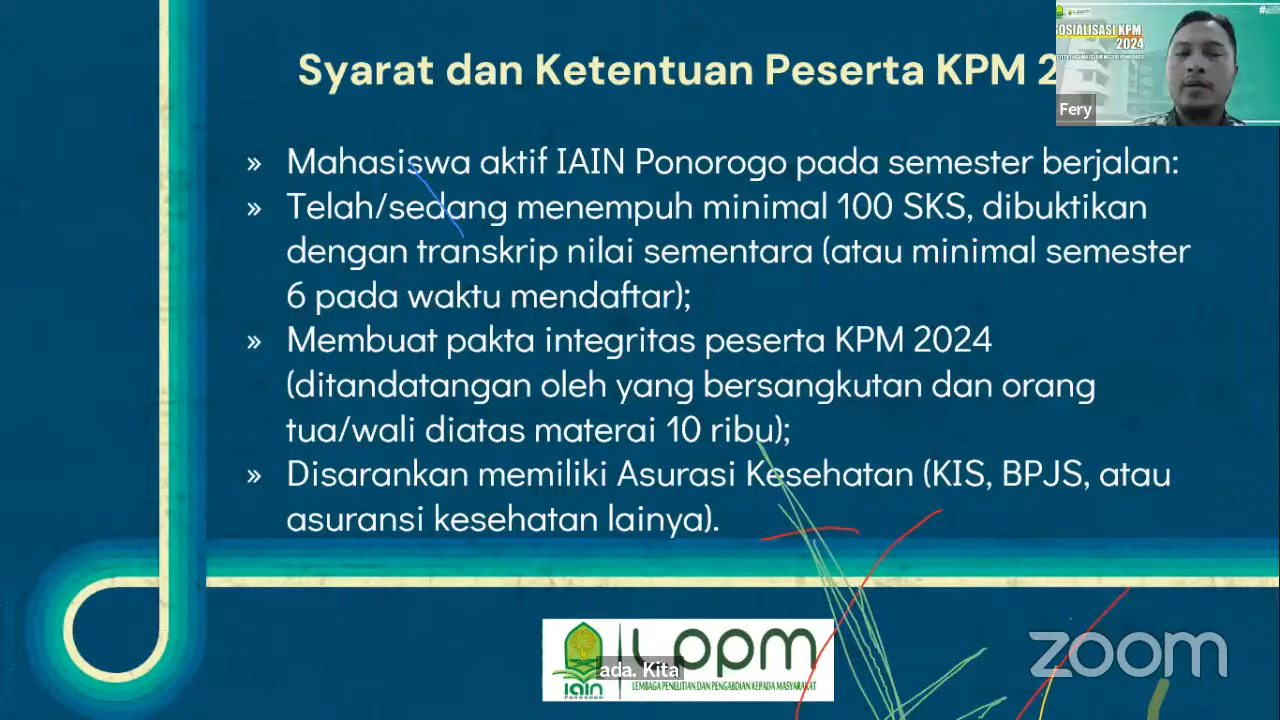 Syarat dan Ketentuan Peserta KPM 2
SOSIALISASI KPM
2024
Fery
» Mahasiswa aktif IAIN Ponorogo pada semester berjalan:
» Telah/sedang menempuh minimal 100 SKS, dibuktikan
dengan transkrip nilai sementara (atau minimal semester
6 pada waktu mendaftar);
» Membuat pakta integritas peserta KPM 2024
(ditandatangan oleh yang bersangkutan dan orang
tua/wali diatas materai 10 ribu);
» Disarankan memiliki Asurasi Kesehatan (KIS, BPJS, atau
asuransi kesehatan lainya).
LPPM
ada. Kita
LEMBAGA PENELITIAN DAN PENGABDIAN KEPADA MASYARAKAT
iain
PONOROGO
zoom